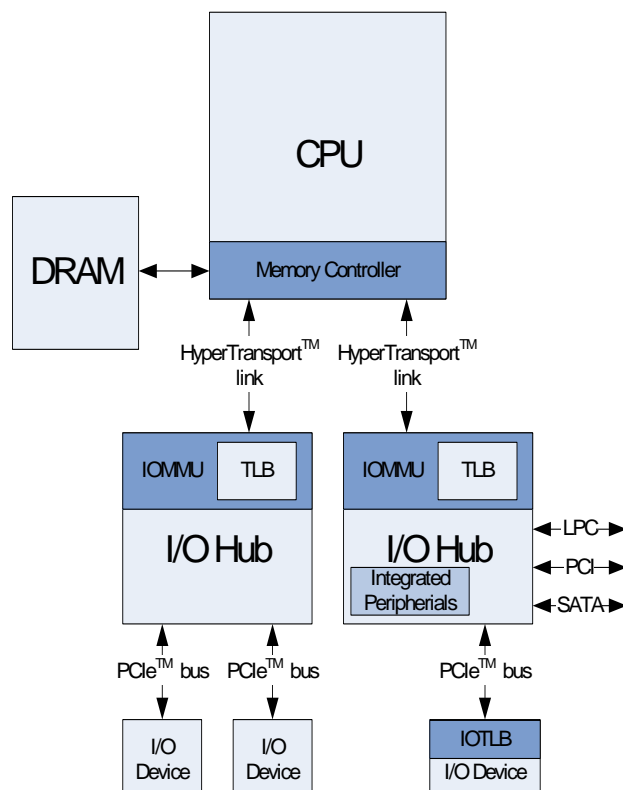 CPU
DRAM
Memory Controller
HyperTransport™
link
HyperTransport™
link
IOMMU
TLB
I/O Hub
IOMMU
TLB
I/O Hub
Integrated
Peripherials
LPC
PCI
SATA
PCIe™ bus
PCIe™ bus
PCIe™ bus
I/O
Device
I/O
Device
IOTLB
I/O Device